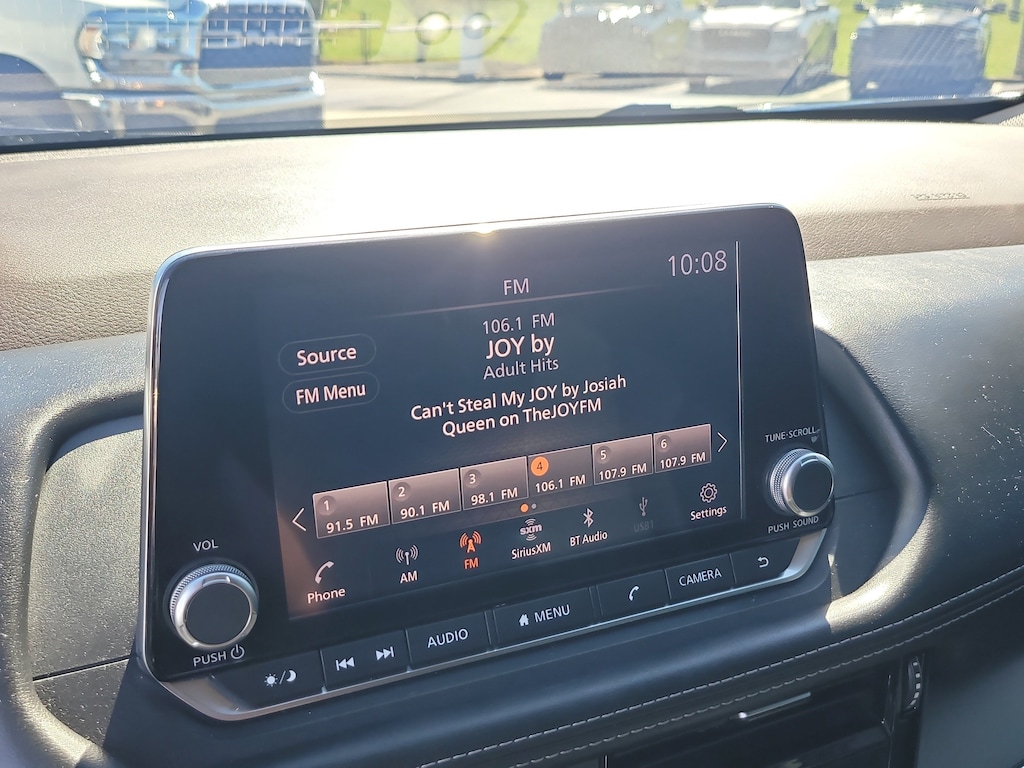 10:08
FM
106.1 FM
JOY by
Adult Hits
Source
FM Menu
Can't Steal My JOY by Josiah
Queen on TheJOYFM
1
91.5 FM
2
90.1 FM
3
98.1 FM
4
106.1 FM
5
107.9 FM
6
107.9 FM
Phone
AM
FM
sxm
SiriusXM
BT Audio
USB1
Settings
VOL
PUSH
TUNE·SCROLL
PUSH SOUND
AUDIO
MENU
CAMERA